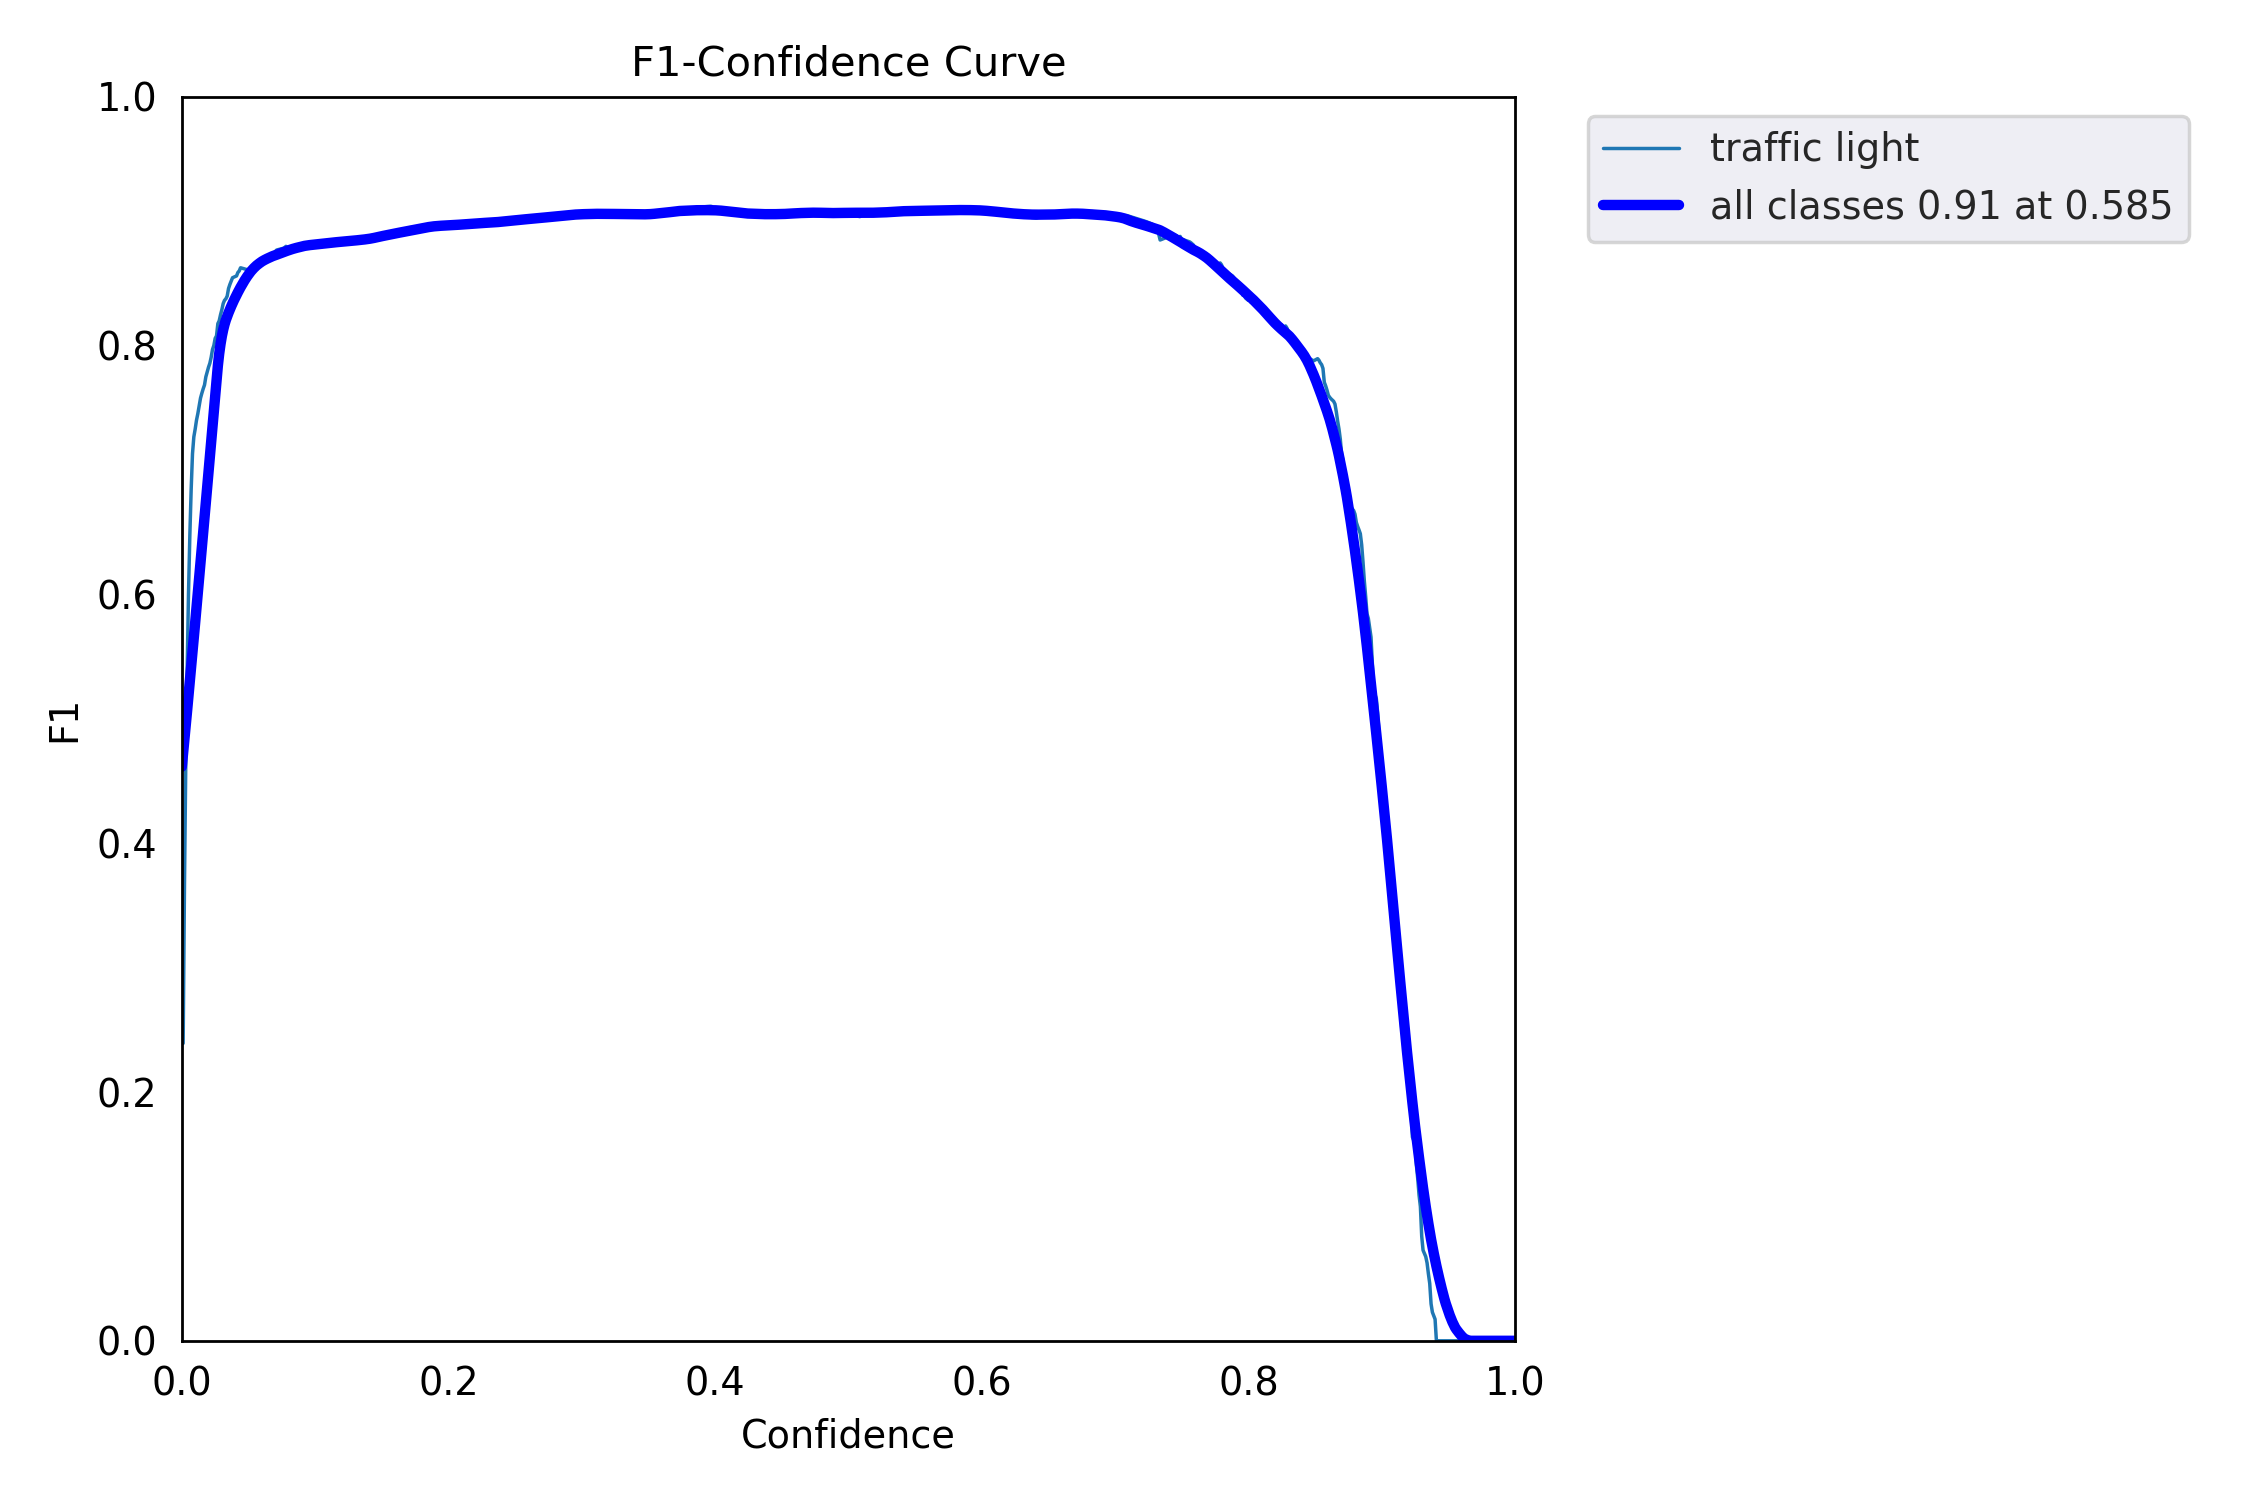 F1-Confidence Curve
1.0
0.8
0.6
0.4
0.2
0.0
F1
0.0 0.2 0.4 0.6 0.8 1.0
Confidence
traffic light
all classes 0.91 at 0.585